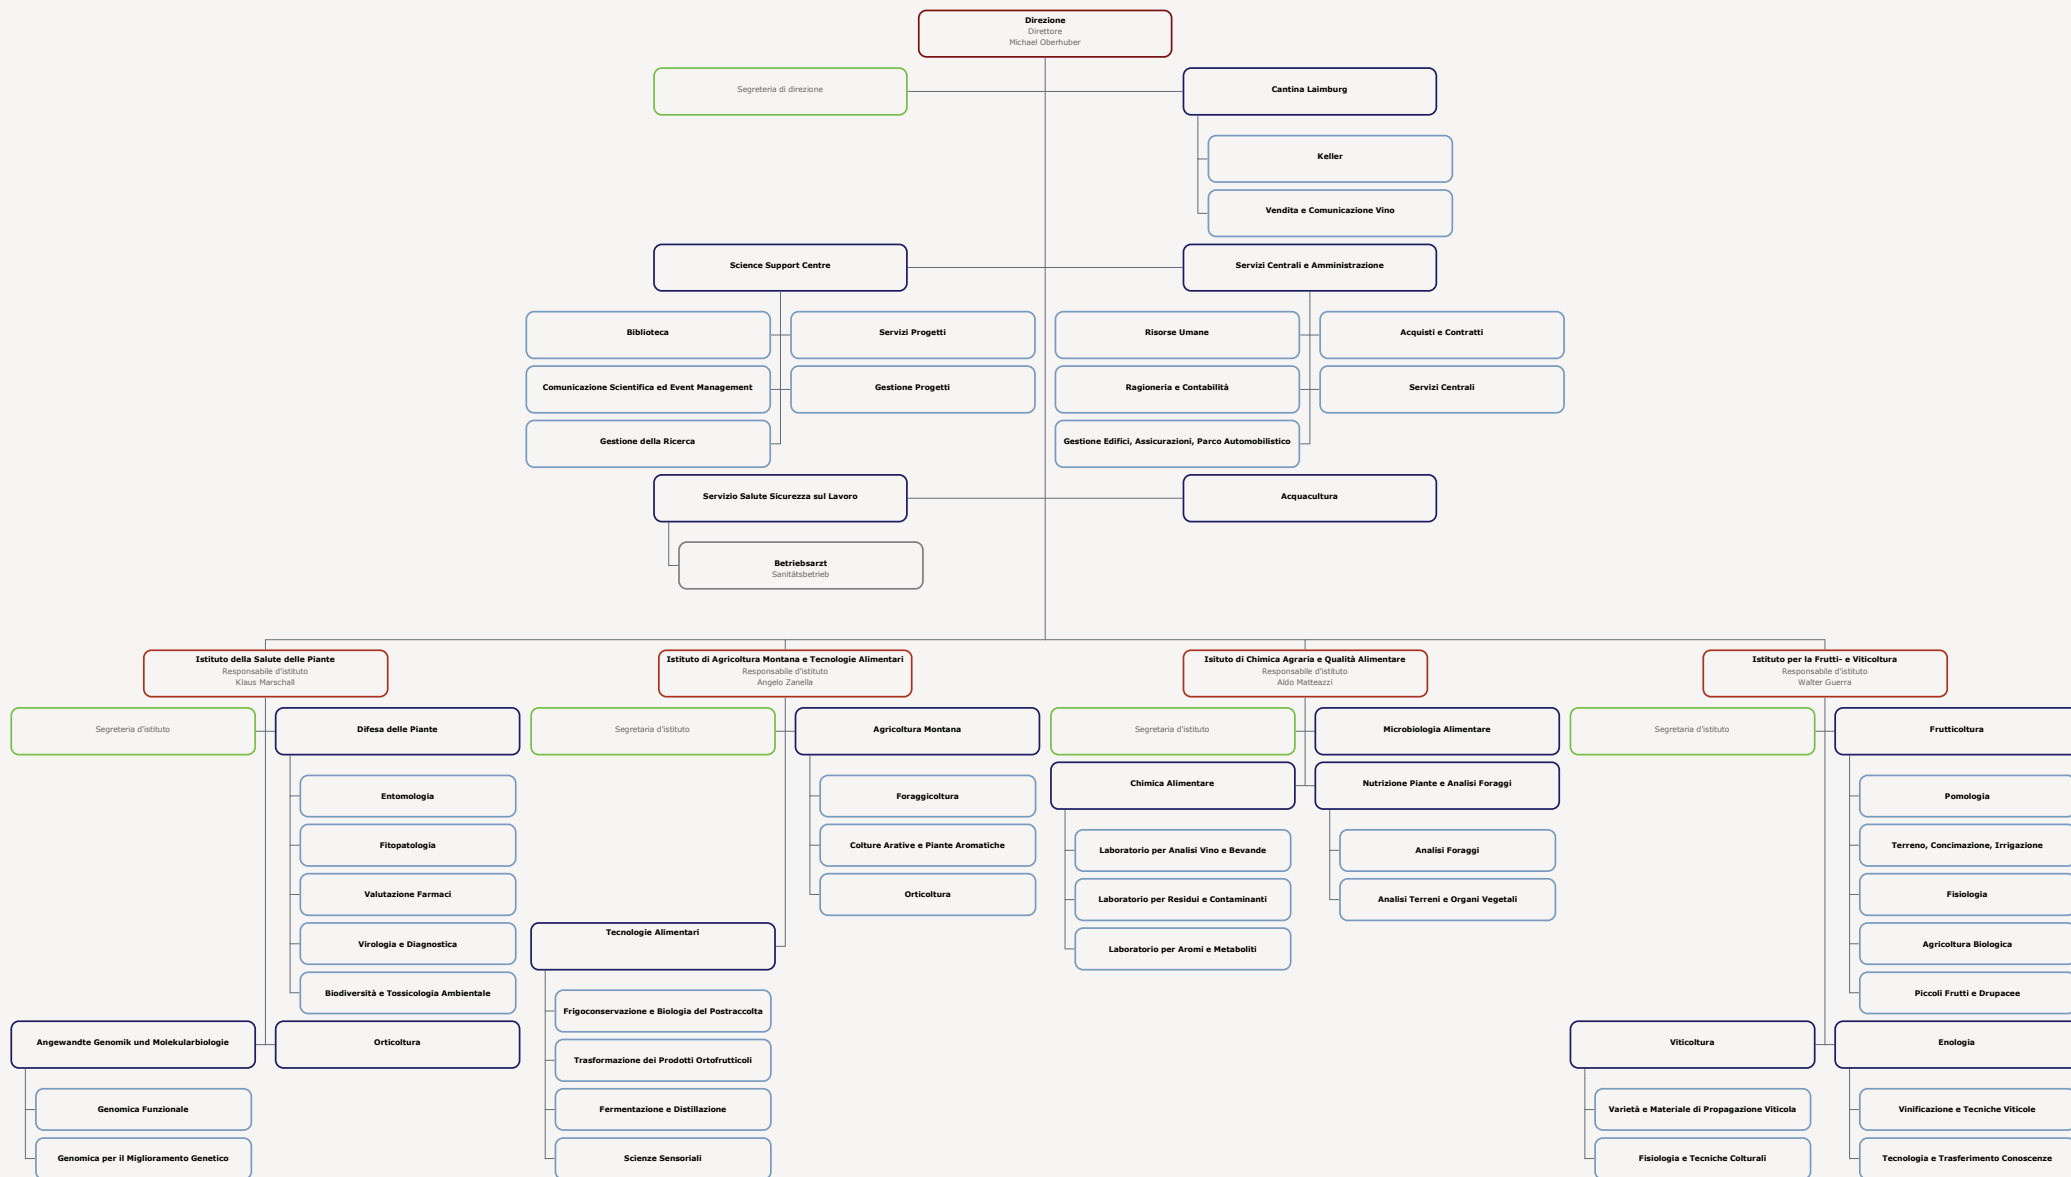 Direzione
Direttore
Michael Oberhuber
Segreteria di direzione
Cantina Laimburg
Keller
Vendita e Comunicazione Vino
Science Support Centre
Servizi Centrali e Amministrazione
Biblioteca
Servizi Progetti
Risorse Umane
Acquisti e Contratti
Comunicazione Scientifica ed Event Management
Gestione Progetti
Ragioneria e Contabilità
Servizi Centrali
Gestione della Ricerca
Gestione Edifici, Assicurazioni, Parco Automobilistico
Servizio Salute Sicurezza sul Lavoro
Acquacultura
Betriebsarzt
Sanitätsbetrieb
Istituto della Salute delle Piante
Responsabile d'istituto
Klaus Marschall
Segreteria d'istituto
Difesa delle Piante
Entomologia
Fitopatologia
Valutazione Farmaci
Virologia e Diagnostica
Biodiversità e Tossicologia Ambientale
Angewandte Genomik und Molekularbiologie
Orticoltura
Genomica Funzionale
Genomica per il Miglioramento Genetico
Istituto di Agricoltura Montana e Tecnologie Alimentari
Responsabile d'istituto
Angelo Zanella
Segretaria d'istituto
Agricoltura Montana
Foraggicoltura
Colture Arative e Piante Aromatiche
Orticoltura
Tecnologie Alimentari
Frigoconservazione e Biologia del Postraccolta
Trasformazione dei Prodotti Ortofrutticoli
Fermentazione e Distillazione
Scienze Sensoriali
Isituto di Chimica Agraria e Qualità Alimentare
Responsabile d'istituto
Aldo Matteazzi
Segretaria d'istituto
Microbiologia Alimentare
Chimica Alimentare
Nutrizione Piante e Analisi Foraggi
Laboratorio per Analisi Vino e Bevande
Laboratorio per Residui e Contaminanti
Laboratorio per Aromi e Metaboliti
Analisi Foraggi
Analisi Terreni e Organi Vegetali
Istituto per la Frutti- e Viticoltura
Responsabile d'istituto
Walter Guerra
Segretaria d'istituto
Frutticoltura
Pomologia
Terreno, Concimazione, Irrigazione
Fisiologia
Agricoltura Biologica
Piccoli Frutti e Drupacee
Viticoltura
Enologia
Varietà e Materiale di Propagazione Viticola
Fisiologia e Tecniche Colturali
Vinificazione e Tecniche Viticole
Tecnologia e Trasferimento Conoscenze